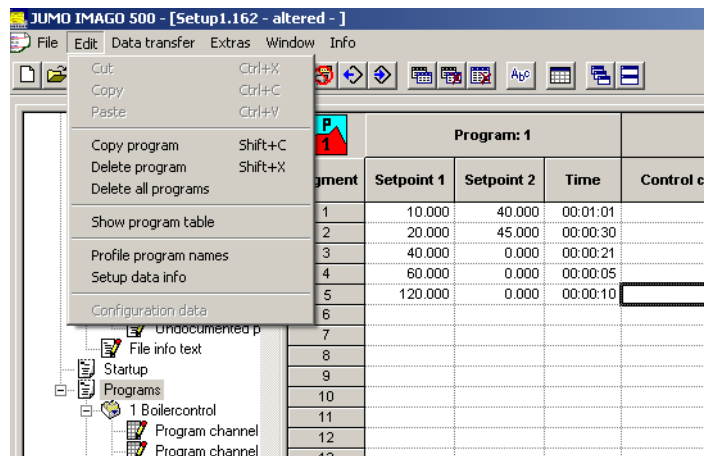 JUMO IMAGO 500 - [Setup1.162 - altered - ]
File Edit Data transfer Extras Window Info
Cut Ctrl+X
Copy Ctrl+C
Paste Ctrl+V
Copy program Shift+C
Delete program Shift+X
Delete all programs
Show program table
Profile program names
Setup data info
Configuration data
Undocumented p
File info text
Startup
Programs
1 Boilercontrol
Program channel
Program channel
Abc
P
1
Program: 1
gment Setpoint 1 Setpoint 2 Time Control c
1 10.000 40.000 00:01:01
2 20.000 45.000 00:00:30
3 40.000 0.000 00:00:21
4 60.000 0.000 00:00:05
5 120.000 0.000 00:00:10
6
7
8
9
10
11
12
13